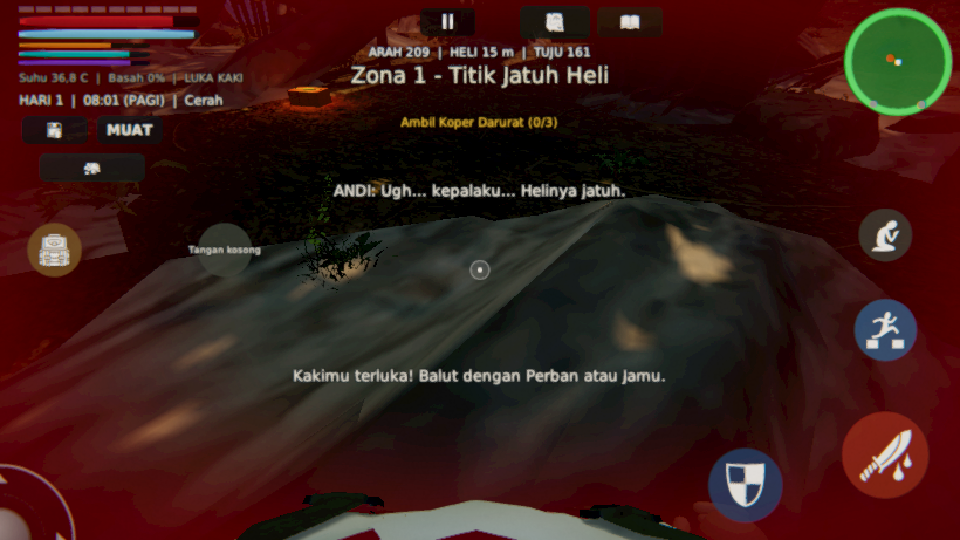 ARAH 209 | HELI 15 m | TUJU 161
Zona 1 - Titik Jatuh Heli
Suhu 36,8 C | Basah 0% | LUKA KAKI
HARI 1 | 08:01 (PAGI) | Cerah
MUAT
Ambil Koper Darurat (0/3)
ANDI: Ugh... kepalaku... Helinya jatuh.
Tangan kosong
Kakimu terluka! Balut dengan Perban atau Jamu.